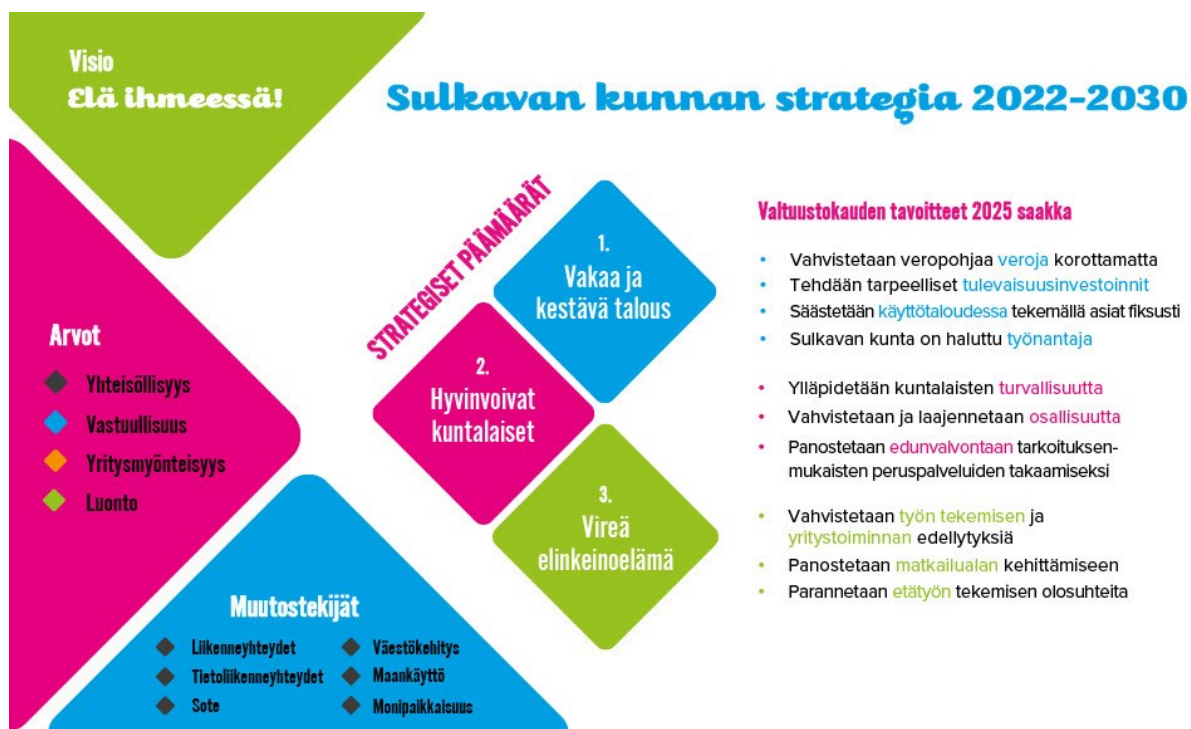 Visio
Elä ihmeessä!
Sulkavan kunnan strategia 2022-2030
Arvot
Yhteisöllisyys
Vastuullisuus
Yritysmyönteisyys
Luonto
Muutostekijät
Liikenneyhteydet
Tietoliikenneyhteydet
Sote
Väestökehitys
Maankäyttö
Monipaikkaisuus
STRATEGISET PÄÄMÄÄRÄT
1.
Vakaa ja
kestävä talous
2.
Hyvinvoivat
kuntalaiset
3.
Vireä
elinkeinoelämä
Valtuustokauden tavoitteet 2025 saakka
• Vahvistetaan veropohjaa veroja korottamatta
• Tehdään tarpeelliset tulevaisuusinvestoinnit
• Säästetään käyttötaloudessa tekemällä asiat fiksusti
• Sulkavan kunta on haluttu työnantaja
• Ylläpidetään kuntalaisten turvallisuutta
• Vahvistetaan ja laajennetaan osallisuutta
• Panostetaan edunvalvontaan tarkoituksen-
mukaisten peruspalveluiden takaamiseksi
• Vahvistetaan työn tekemisen ja
yritystoiminnan edellytyksiä
• Panostetaan matkailualan kehittämiseen
• Parannetaan etätyön tekemisen olosuhteita